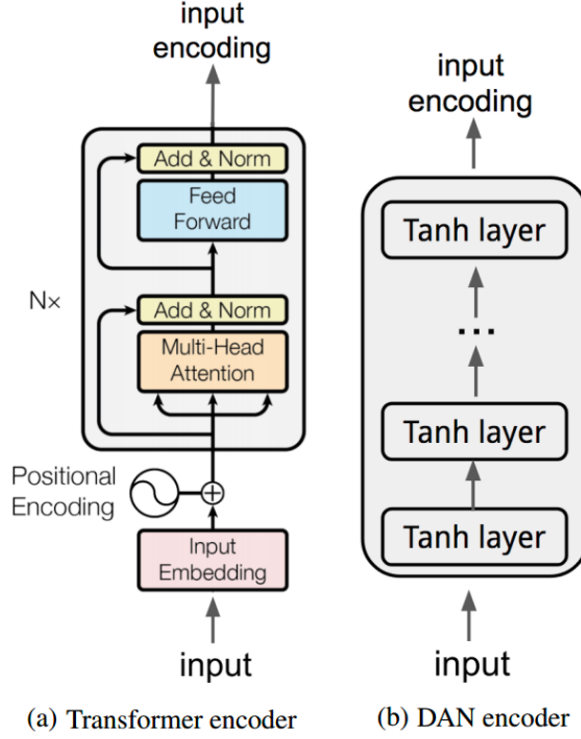 input
encoding
Add & Norm
Feed
Forward
N×
Add & Norm
Multi-Head
Attention
Positional
Encoding
Input
Embedding
input
(a) Transformer encoder
input
encoding
Tanh layer
...
Tanh layer
Tanh layer
input
(b) DAN encoder